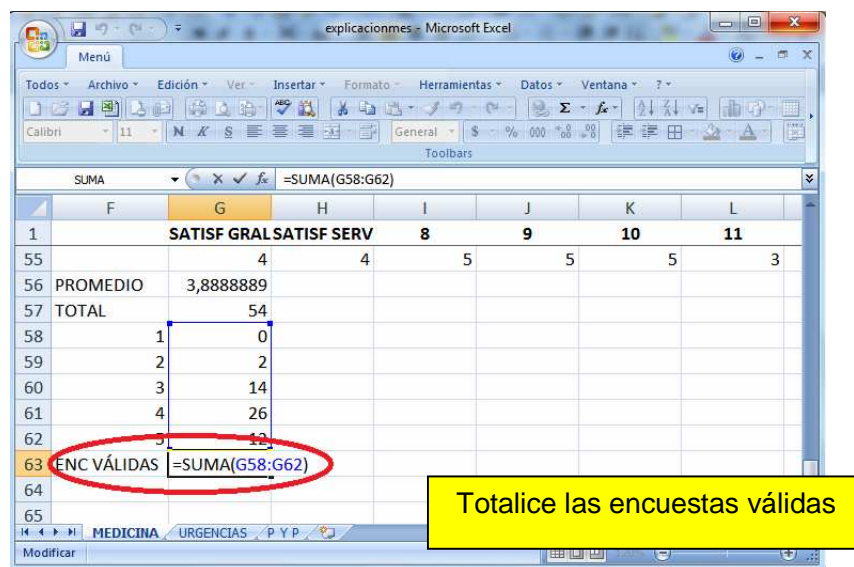 explicacionmes - Microsoft Excel
Menú
Todos Archivo Edición Ver Insertar Formato Herramientas Datos Ventana ?
Calibri 11 N K S General $ % 000
Toolbars
SUMA fx =SUMA(G58:G62)
F G H I J K L
1 SATISF GRAL SATISF SERV 8 9 10 11
55 4 4 5 5 5 3
56 PROMEDIO 3,8888889
57 TOTAL 54
58 1 0
59 2 2
60 3 14
61 4 26
62 5 12
63 ENC VÁLIDAS =SUMA(G58:G62)
64
65
Totalice las encuestas válidas
MEDICINA URGENCIAS P Y P
Modificar